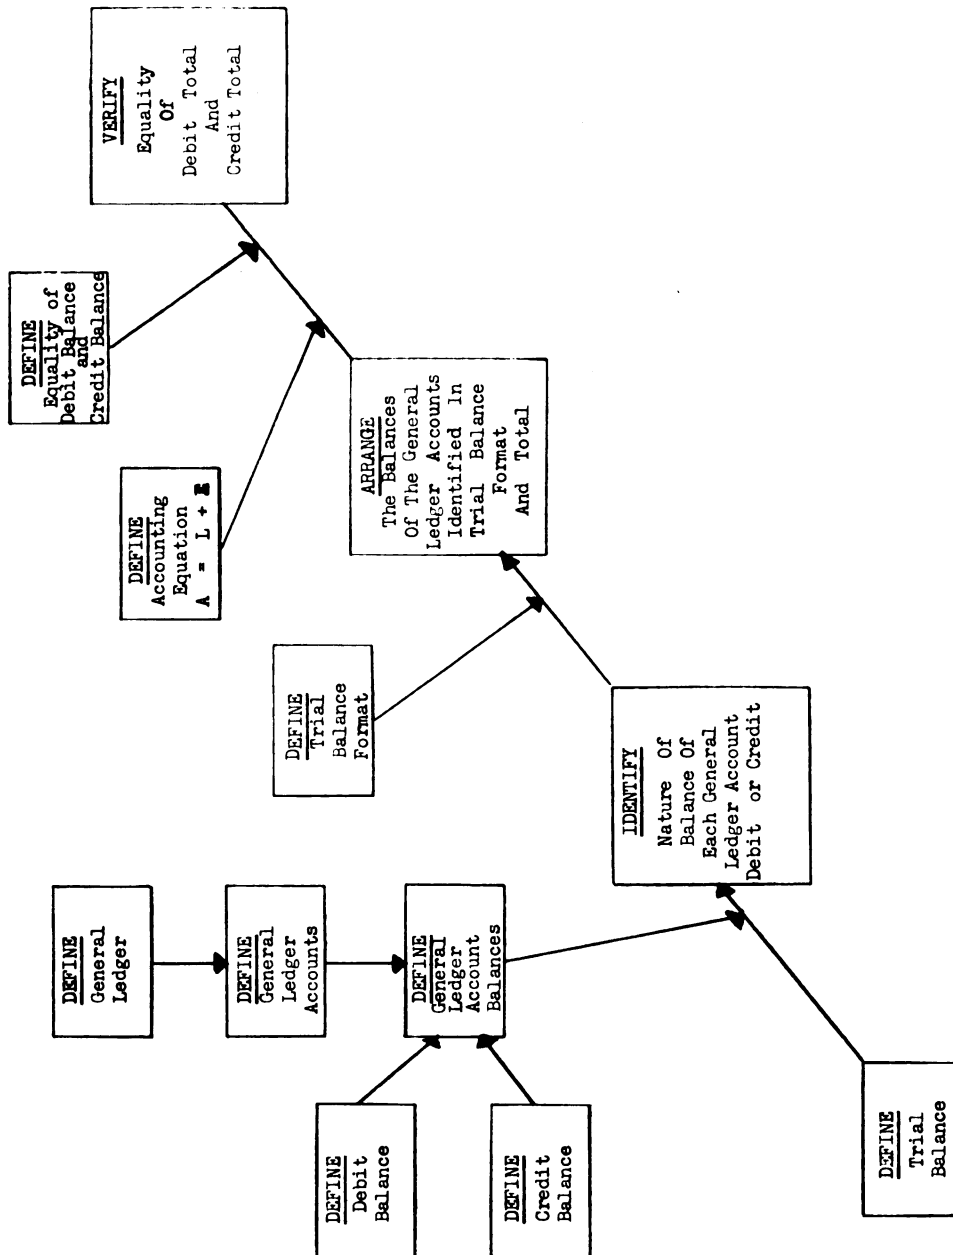 DEFINE
Debit
Balance
DEFINE
Credit
Balance
DEFINE
Trial
Balance
DEFINE
General
Ledger
DEFINE
General
Ledger
Accounts
DEFINE
General
Ledger
Account
Balances
IDENTIFY
Nature Of
Balance Of
Each General
Ledger Account
Debit or Credit
DEFINE
Trial
Balance
Format
ARRANGE
The Balances
Of The General
Ledger Accounts
Identified In
Trial Balance
Format
And Total
DEFINE
Accounting
Equation
A = L + E
DEFINE
Equality of
Debit Balance
and
Credit Balance
VERIFY
Equality
Of
Debit Total
And
Credit Total